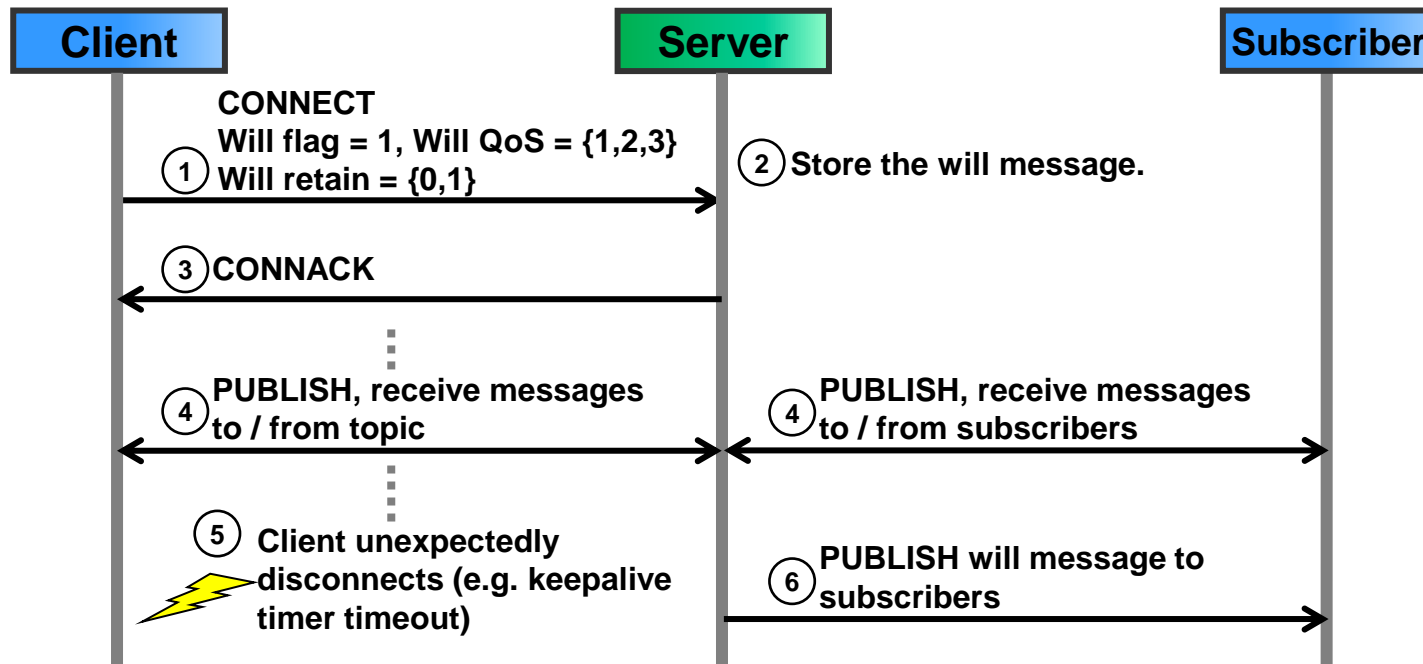 Client
Server
Subscriber
CONNECT
Will flag = 1, Will QoS = {1,2,3}
1
Will retain = {0,1}
2 Store the will message.
3 CONNACK
4 PUBLISH, receive messages
to / from topic
4 PUBLISH, receive messages
to / from subscribers
5 Client unexpectedly
disconnects (e.g. keepalive
timer timeout)
6 PUBLISH will message to
subscribers